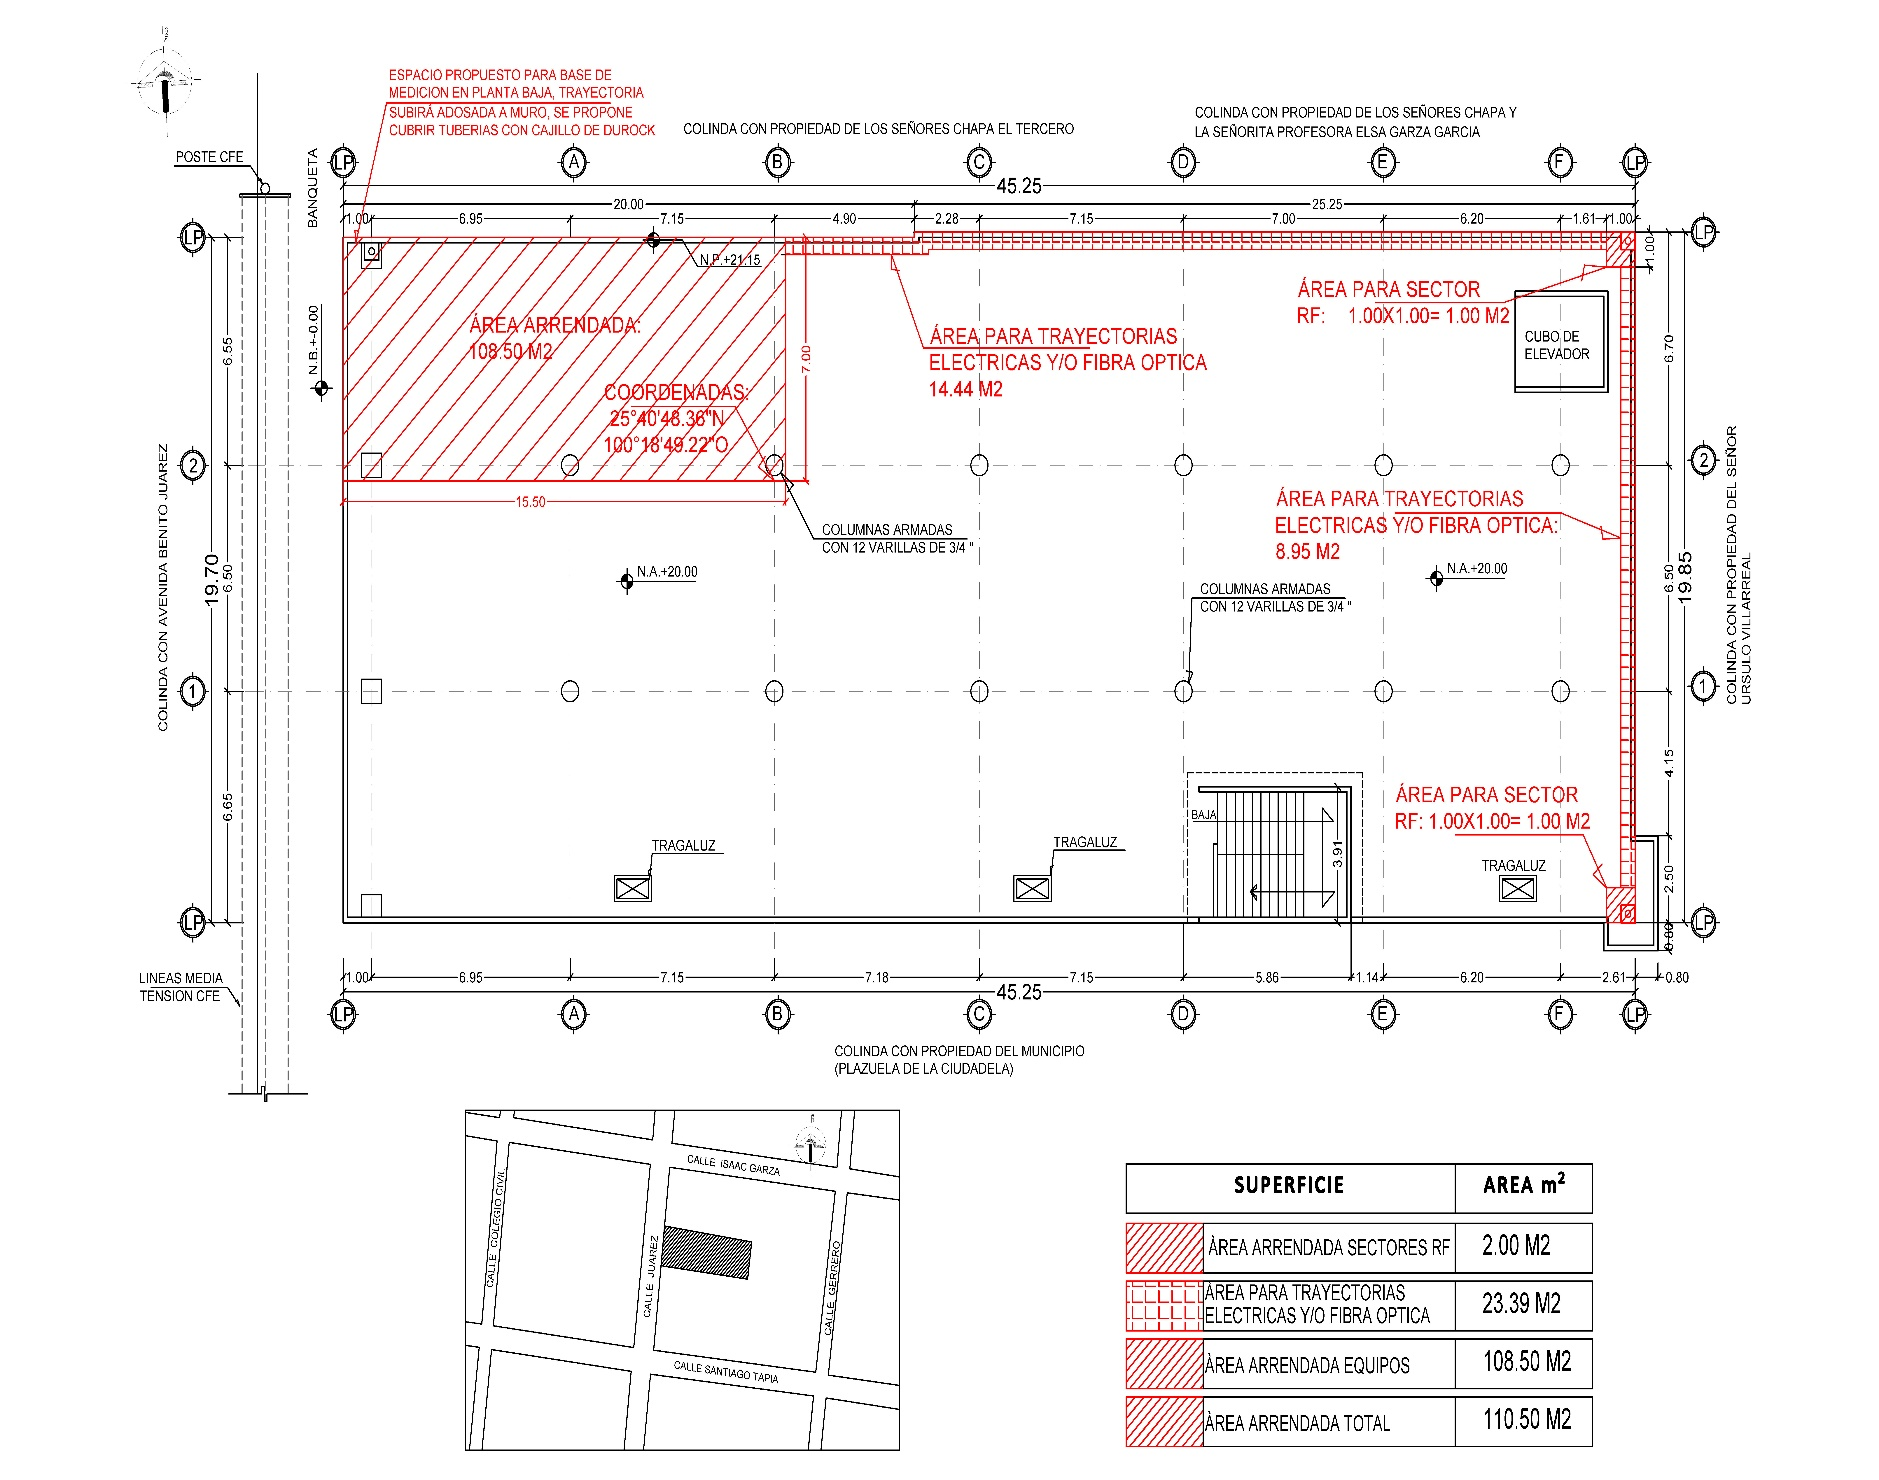 ESPACIO PROPUESTO PARA BASE DE
MEDICION EN PLANTA BAJA, TRAYECTORIA
SUBIRÁ ADOSADA A MURO, SE PROPONE
CUBRIR TUBERIAS CON CAJILLO DE DUROCK
COLINDA CON PROPIEDAD DE LOS SEÑORES CHAPA EL TERCERO
COLINDA CON PROPIEDAD DE LOS SEÑORES CHAPA Y
LA SEÑORITA PROFESORA ELSA GARZA GARCIA
POSTE CFE
BANQUETA
LP
A
B
C
D
E
F
LP
45.25
20.00
25.25
1.00
6.95
7.15
4.90
2.28
7.15
7.00
6.20
1.61
1.00
LP
LP
1.00
N.P.+21.15
N.B.+-0.00
ÁREA ARRENDADA:
108.50 M2
7.00
COORDENADAS:
25°40'48.36"N
100°18'49.22"O
ÁREA PARA TRAYECTORIAS
ELECTRICAS Y/O FIBRA OPTICA
14.44 M2
ÁREA PARA SECTOR
RF: 1.00X1.00= 1.00 M2
CUBO DE
ELEVADOR
6.55
6.70
2
2
15.50
COLUMNAS ARMADAS
CON 12 VARILLAS DE 3/4 "
ÁREA PARA TRAYECTORIAS
ELECTRICAS Y/O FIBRA OPTICA:
8.95 M2
COLINDA CON AVENIDA BENITO JUAREZ
19.70
6.50
N.A.+20.00
COLUMNAS ARMADAS
CON 12 VARILLAS DE 3/4 "
N.A.+20.00
6.50
19.85
COLINDA CON PROPIEDAD DEL SEÑOR
URSULO VILLARREAL
1
1
6.65
4.15
ÁREA PARA SECTOR
RF: 1.00X1.00= 1.00 M2
BAJA
3.91
TRAGALUZ
TRAGALUZ
TRAGALUZ
2.50
0.80
LP
LP
LINEAS MEDIA
TENSION CFE
1.00
6.95
7.15
7.18
7.15
5.86
1.14
6.20
2.61
0.80
45.25
LP
A
B
C
D
E
F
LP
COLINDA CON PROPIEDAD DEL MUNICIPIO
(PLAZUELA DE LA CIUDADELA)
CALLE ISAAC GARZA
CALLE COLEGIO CIVIL
CALLE JUAREZ
CALLE GERRERO
CALLE SANTIAGO TAPIA
SUPERFICIE
AREA m²
ÀREA ARRENDADA SECTORES RF
2.00 M2
ÀREA PARA TRAYECTORIAS
ELECTRICAS Y/O FIBRA OPTICA
23.39 M2
ÀREA ARRENDADA EQUIPOS
108.50 M2
ÀREA ARRENDADA TOTAL
110.50 M2